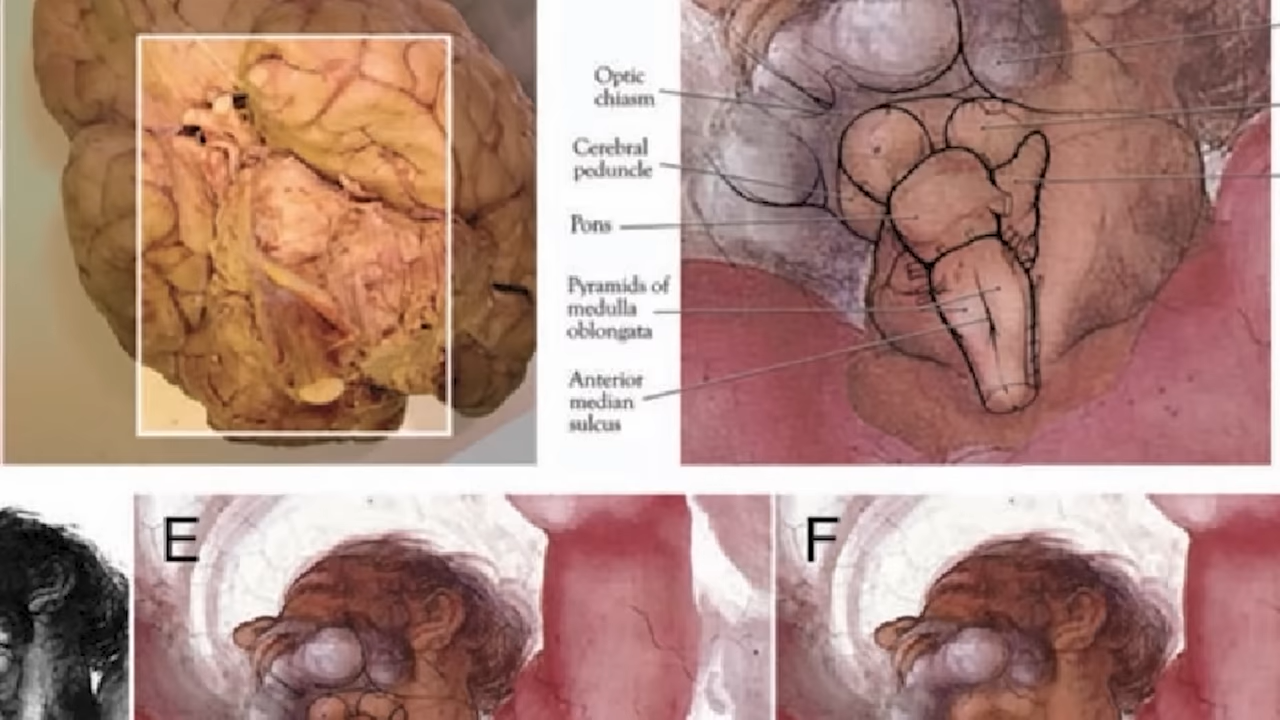 Optic
chiasm
Cerebral
peduncle
Pons
Pyramids of
medulla
oblongata
Anterior
median
sulcus
E
F